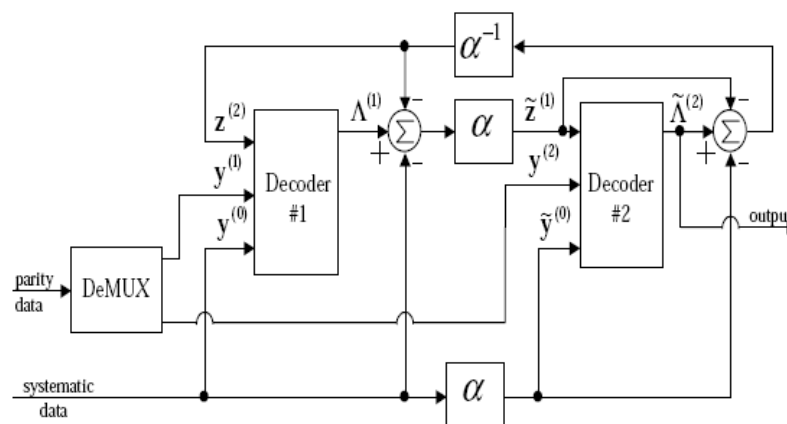 α⁻¹
z⁽²⁾
Λ⁽¹⁾
−
Σ
+
−
α
z̃⁽¹⁾
Λ̃⁽²⁾
−
Σ
+
−
y⁽¹⁾
y⁽⁰⁾
Decoder
#1
y⁽²⁾
ỹ⁽⁰⁾
Decoder
#2
output
parity
data
DeMUX
systematic
data
α